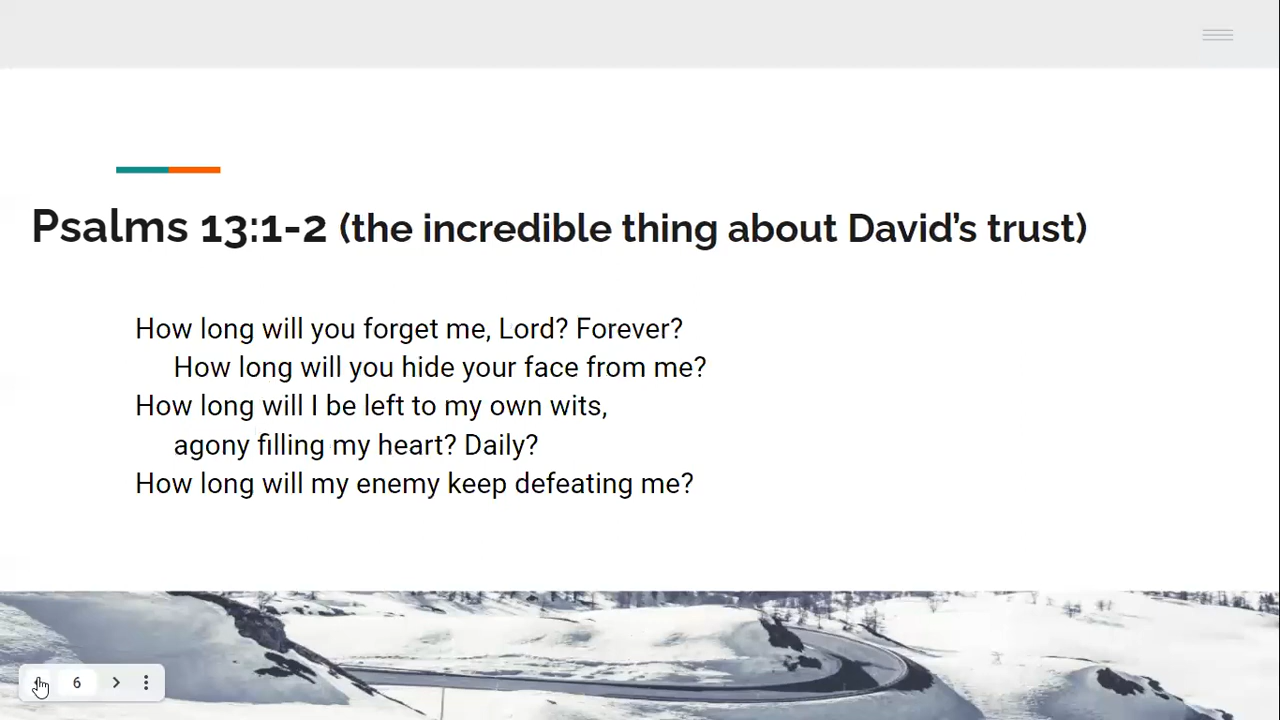 Psalms 13:1-2 (the incredible thing about David’s trust)
How long will you forget me, Lord? Forever?
How long will you hide your face from me?
How long will I be left to my own wits,
agony filling my heart? Daily?
How long will my enemy keep defeating me?
6